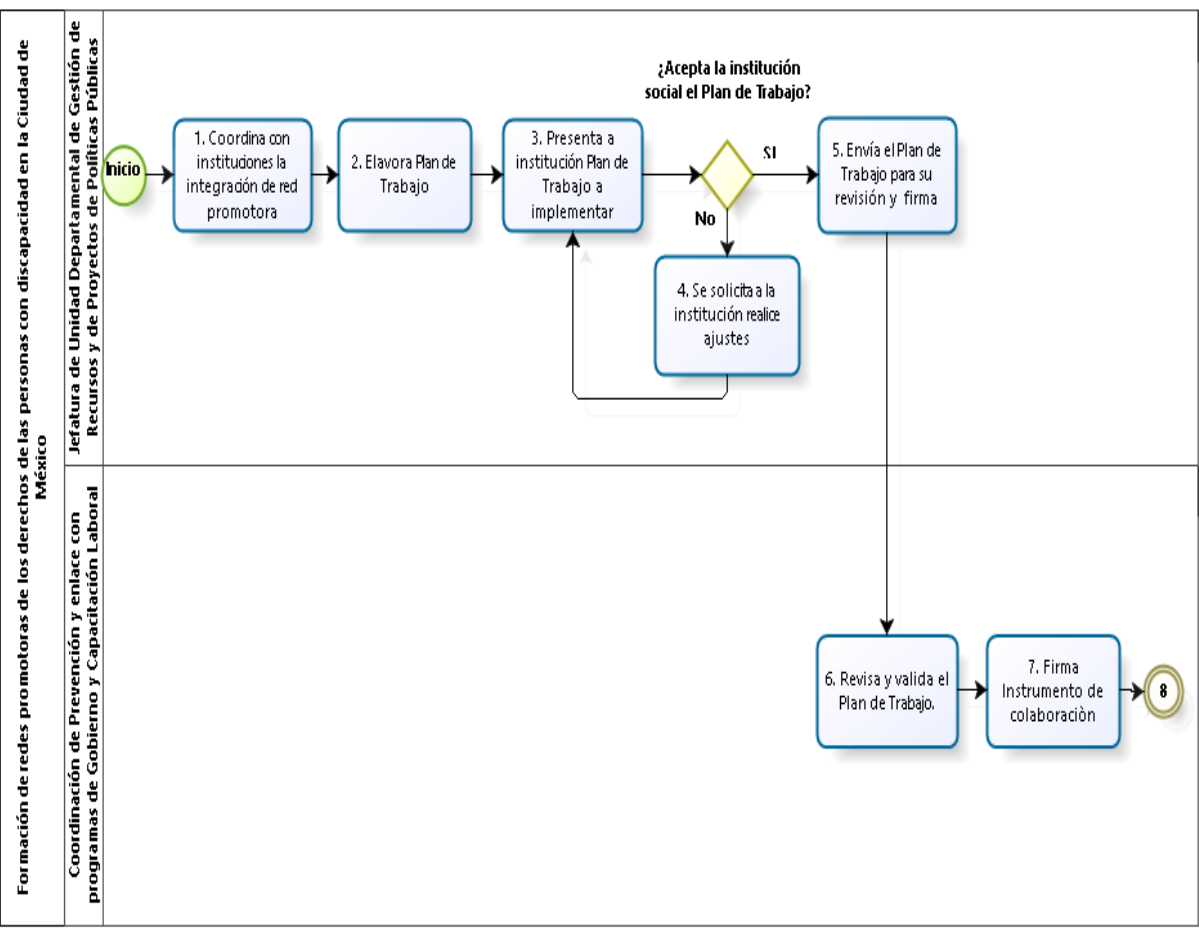 Formación de redes promotoras de los derechos de las personas con discapacidad en la Ciudad de
México
Jefatura de Unidad Departamental de Gestión de
Recursos y de Proyectos de Políticas Públicas
Inicio
1. Coordina con
instituciones la
integración de red
promotora
2. Elavora Plan de
Trabajo
3. Presenta a
institución Plan de
Trabajo a
implementar
¿Acepta la institución
social el Plan de Trabajo?
SI
No
4. Se solicita a la
institución realice
ajustes
5. Envía el Plan de
Trabajo para su
revisión y firma
Coordinación de Prevención y enlace con
programas de Gobierno y Capacitación Laboral
6. Revisa y valida el
Plan de Trabajo.
7. Firma
Instrumento de
colaboraciòn
8